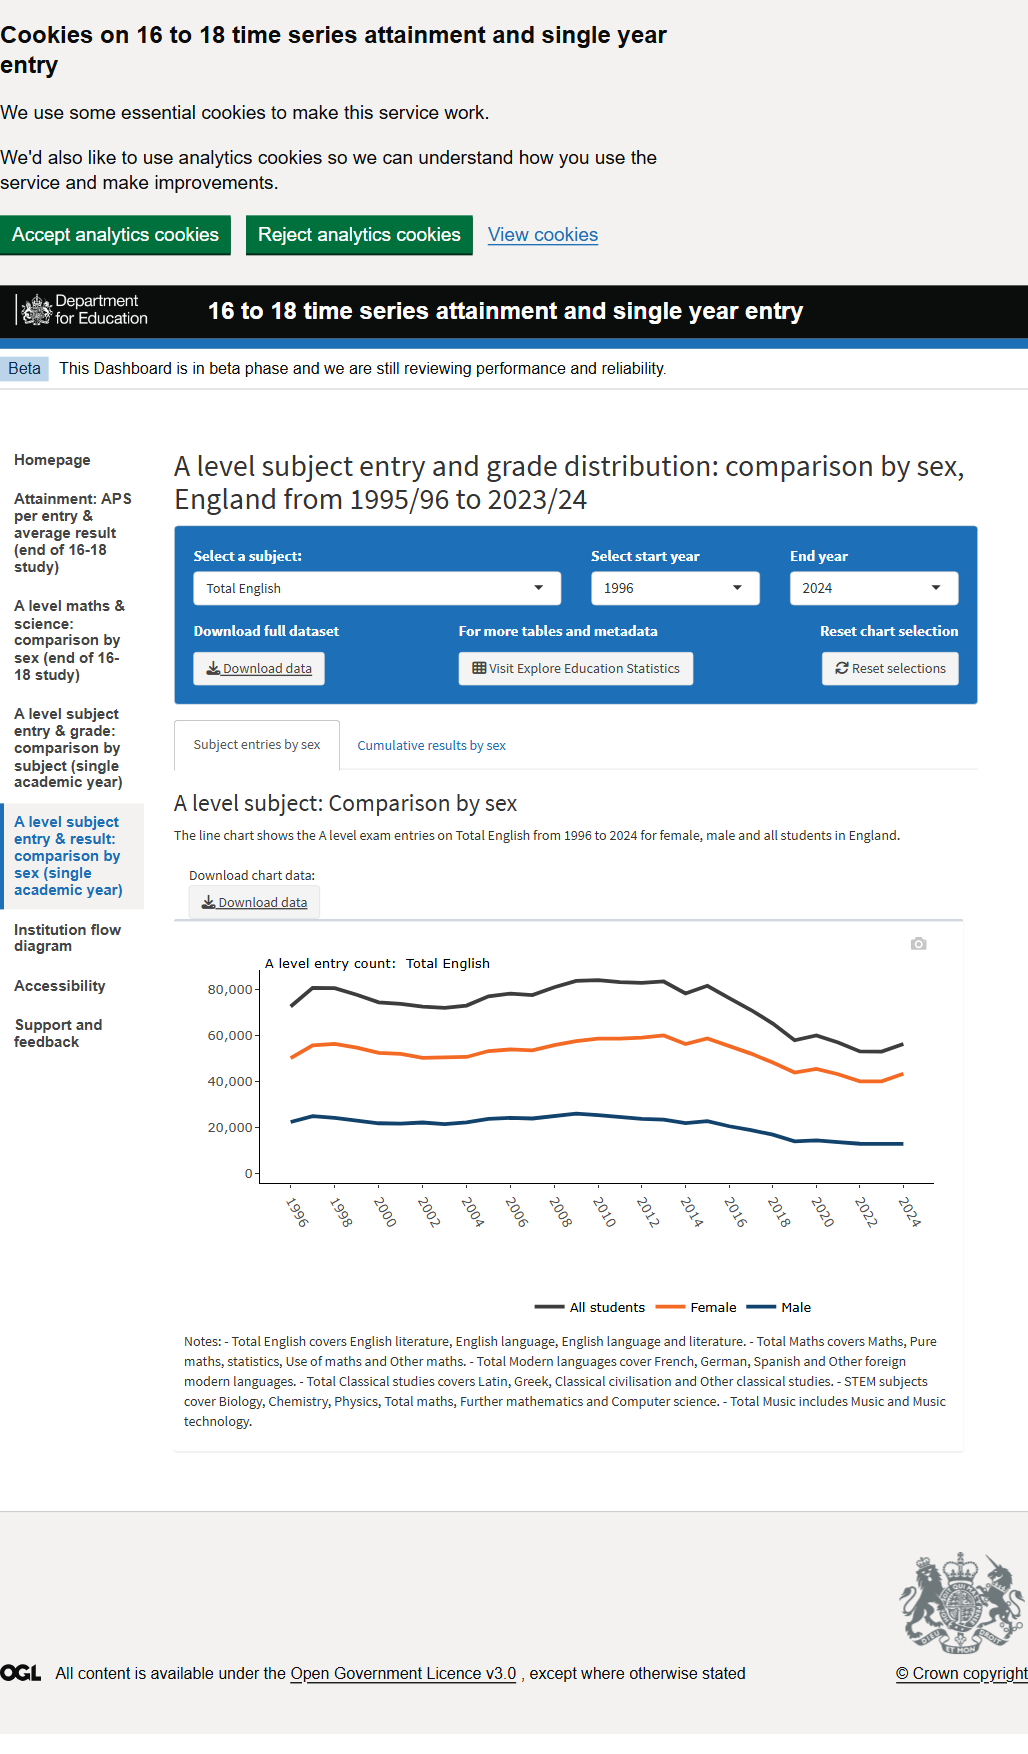 Cookies on 16 to 18 time series attainment and single year
entry
We use some essential cookies to make this service work.
We'd also like to use analytics cookies so we can understand how you use the
service and make improvements.
Accept analytics cookies
Reject analytics cookies
View cookies
Department
for Education
16 to 18 time series attainment and single year entry
Beta
This Dashboard is in beta phase and we are still reviewing performance and reliability.
Homepage
Attainment: APS
per entry &
average result
(end of 16-18
study)
A level maths &
science:
comparison by
sex (end of 16-
18 study)
A level subject
entry & grade:
comparison by
subject (single
academic year)
A level subject
entry & result:
comparison by
sex (single
academic year)
Institution flow
diagram
Accessibility
Support and
feedback
A level subject entry and grade distribution: comparison by sex,
England from 1995/96 to 2023/24
Select a subject:
Select start year
End year
Total English
1996
2024
Download full dataset
For more tables and metadata
Reset chart selection
Download data
Visit Explore Education Statistics
Reset selections
Subject entries by sex
Cumulative results by sex
A level subject: Comparison by sex
The line chart shows the A level exam entries on Total English from 1996 to 2024 for female, male and all students in England.
Download chart data:
Download data
A level entry count: Total English
80,000
60,000
40,000
20,000
0
1996
1998
2000
2002
2004
2006
2008
2010
2012
2014
2016
2018
2020
2022
2024
All students
Female
Male
Notes: - Total English covers English literature, English language, English language and literature. - Total Maths covers Maths, Pure
maths, statistics, Use of maths and Other maths. - Total Modern languages cover French, German, Spanish and Other foreign
modern languages. - Total Classical studies covers Latin, Greek, Classical civilisation and Other classical studies. - STEM subjects
cover Biology, Chemistry, Physics, Total maths, Further mathematics and Computer science. - Total Music includes Music and Music
technology.
OGL
All content is available under the Open Government Licence v3.0 , except where otherwise stated
© Crown copyright